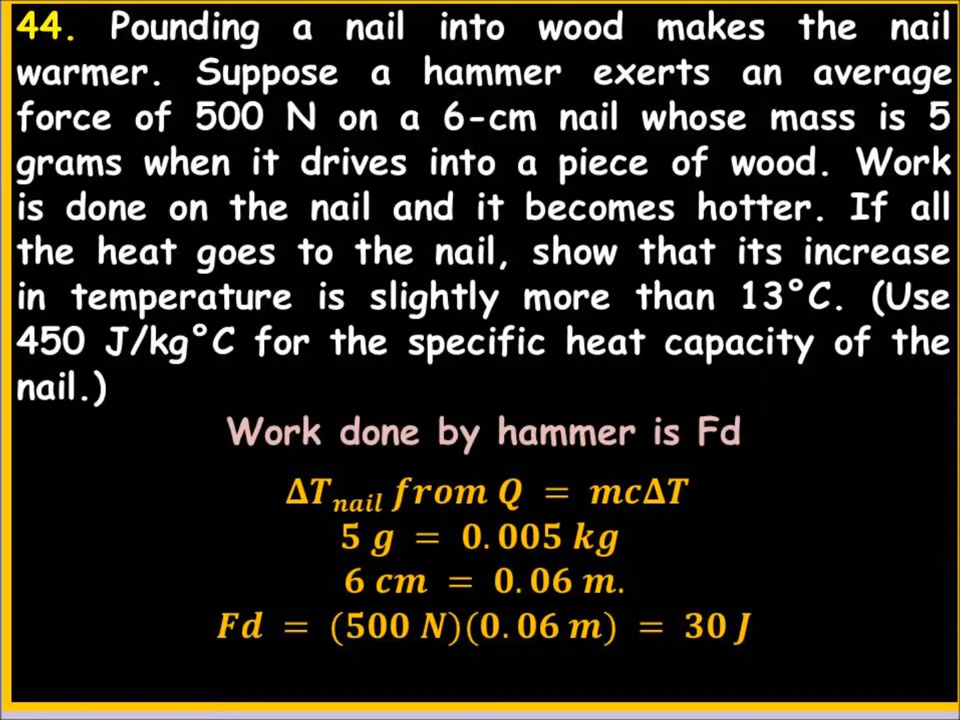 44. Pounding a nail into wood makes the nail
warmer. Suppose a hammer exerts an average
force of 500 N on a 6-cm nail whose mass is 5
grams when it drives into a piece of wood. Work
is done on the nail and it becomes hotter. If all
the heat goes to the nail, show that its increase
in temperature is slightly more than 13°C. (Use
450 J/kg°C for the specific heat capacity of the
nail.)
Work done by hammer is Fd
ΔT_nail from Q = mcΔT
5 g = 0.005 kg
6 cm = 0.06 m.
Fd = (500 N)(0.06 m) = 30 J